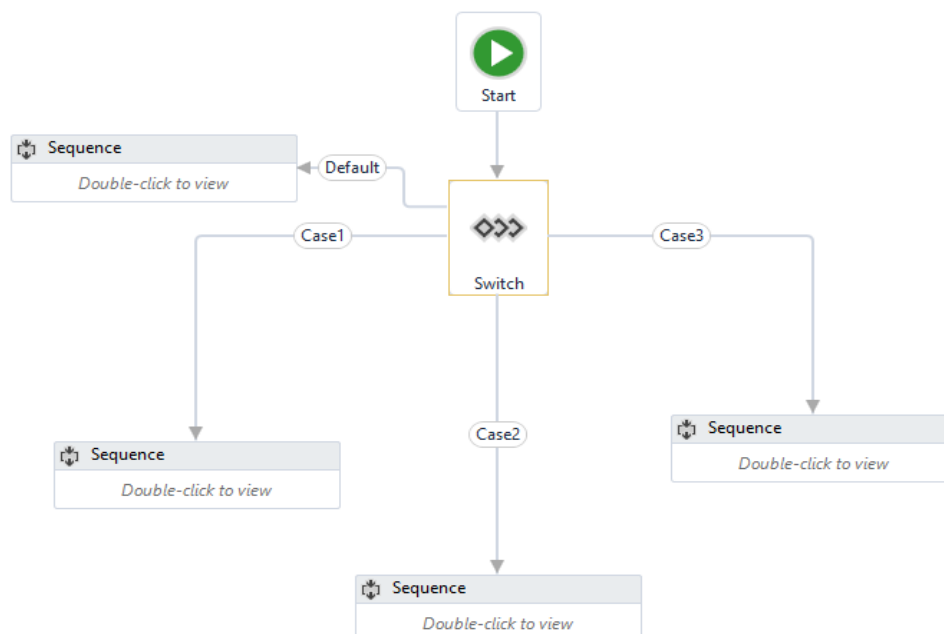 Start
Sequence
Double-click to view
Default
Case1
Case3
Switch
Case2
Sequence
Double-click to view
Sequence
Double-click to view
Sequence
Double-click to view